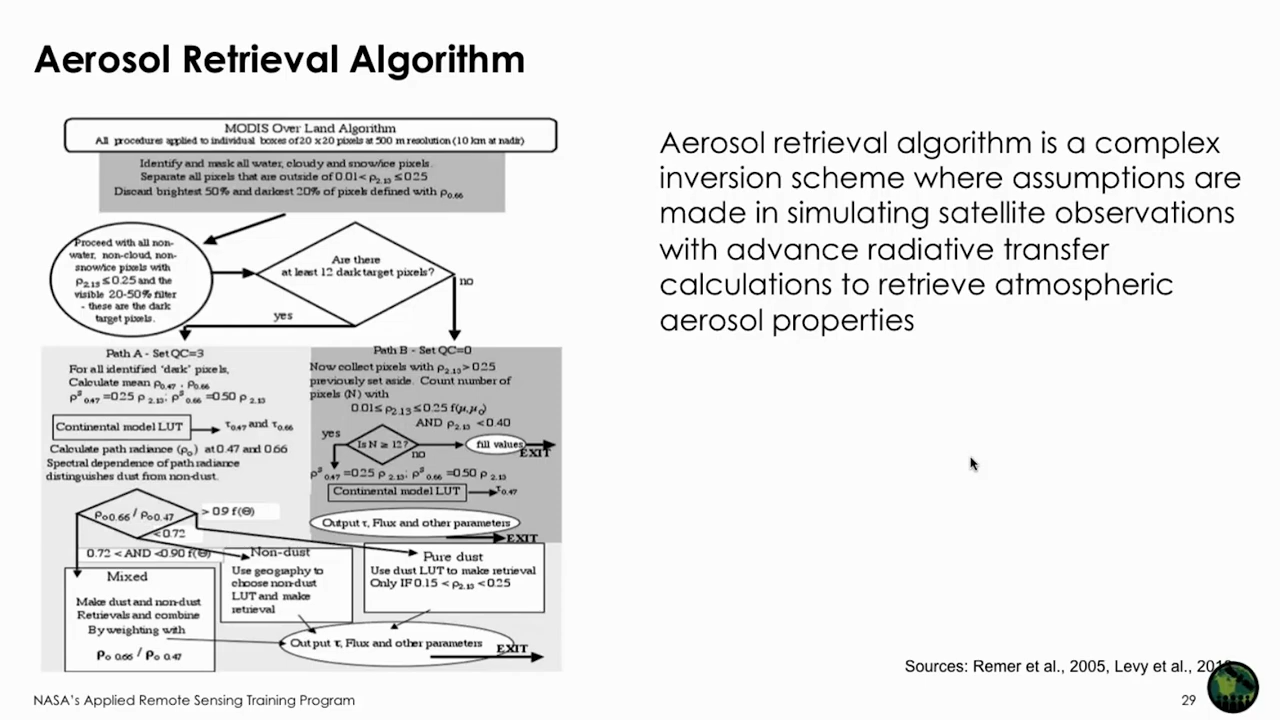 Aerosol Retrieval Algorithm
MODIS Over Land Algorithm
All procedures applied to individual boxes of 20 x 20 pixels at 500 m resolution (10 km at nadir)
Identify and mask all water, cloudy and snow/ice pixels.
Separate all pixels that are outside of 0.01< ρ2.13 ≤0.25
Discard brightest 50% and darkest 20% of pixels defined with ρ0.66
Proceed with all non-
water, non-cloud, non-
snow/ice pixels with
ρ2.13 ≤0.25 and the
visible 20-50% filter
- these are the dark
target pixels.
Are there
at least 12 dark target pixels?
no
yes
Path A - Set QC=3
For all identified 'dark' pixels,
Calculate mean ρ0.47 , ρ0.66
ρs0.47 =0.25 ρ 2.13; ρs0.66 =0.50 ρ 2.13
Continental model LUT
τ0.47 and τ0.66
Calculate path radiance (ρo) at 0.47 and 0.66
Spectral dependence of path radiance
distinguishes dust from non-dust.
ρo 0.66 / ρo 0.47
> 0.9 f(Θ)
<0.72
0.72 < AND <0.90 f(Θ)
Path B - Set QC=0
Now collect pixels with ρ2.13 > 0.25
previously set aside. Count number of
pixels (N) with
0.01≤ ρ2.13 ≤0.25 f(μ,μo)
AND ρ2.13 <0.40
yes
Is N ≥ 12?
no
fill values
EXIT
ρs0.47 =0.25 ρ 2.13; ρs0.66 =0.50 ρ 2.13
Continental model LUT
τ0.47
Output τ, Flux and other parameters
EXIT
Mixed
Make dust and non-dust
Retrievals and combine
By weighting with
ρo 0.66 / ρo 0.47
Non-dust
Use geography to
choose non-dust
LUT and make
retrieval
Pure dust
Use dust LUT to make retrieval
Only IF 0.15 < ρ2.13 <0.25
Output τ, Flux and other parameters
EXIT
Aerosol retrieval algorithm is a complex
inversion scheme where assumptions are
made in simulating satellite observations
with advance radiative transfer
calculations to retrieve atmospheric
aerosol properties
Sources: Remer et al., 2005, Levy et al.,
NASA's Applied Remote Sensing Training Program
29